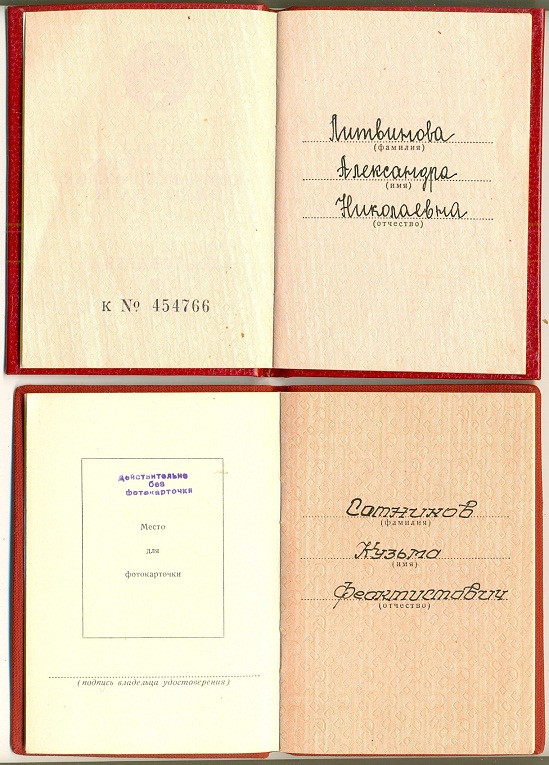 Литвинова
(фамилия)
Александра
(имя)
Николаевна
(отчество)
К № 454766
действительно
без
фотокарточки
Место
для
фотокарточки
(подпись владельца удостоверения)
Сотников
(фамилия)
Кузьма
(имя)
Феоктистович
(отчество)